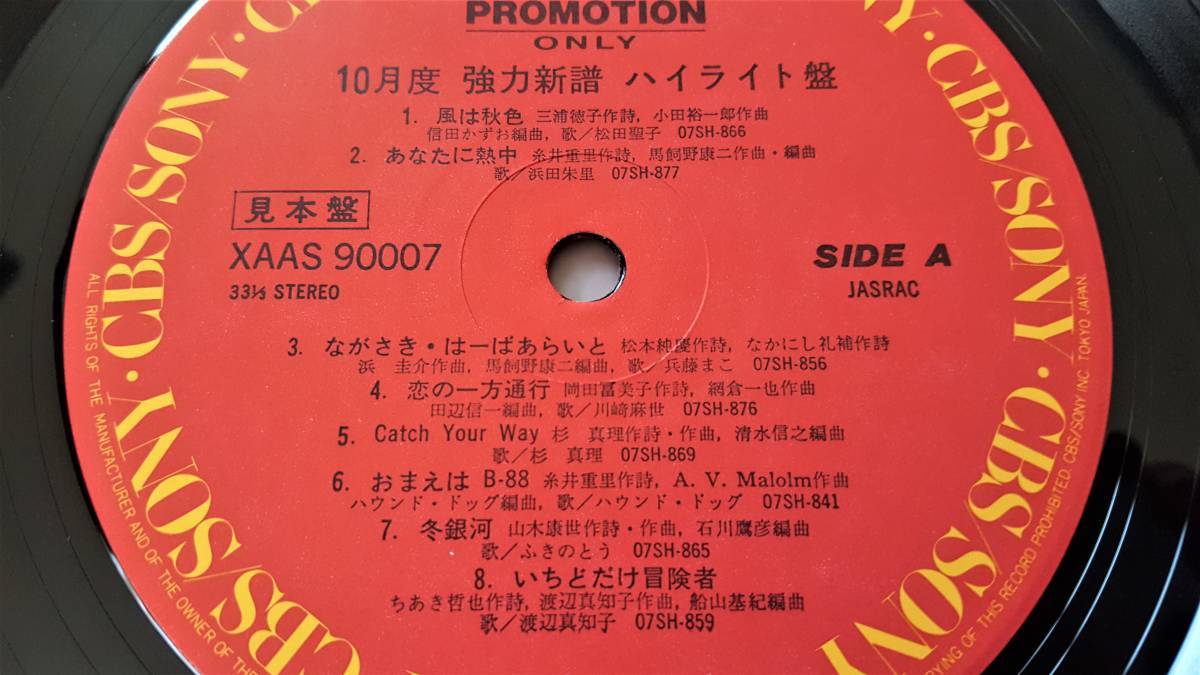 PROMOTION
ONLY
10月度 強力新譜 ハイライト盤
1. 風は秋色 三浦徳子作詩, 小田裕一郎作曲
信田かずお編曲, 歌/松田聖子 07SH-866
2. あなたに熱中 糸井重里作詩, 馬飼野康二作曲・編曲
歌/浜田朱里 07SH-877
見本盤
XAAS 90007
33⅓ STEREO
SIDE A
JASRAC
3. ながさき・はーばあらいと 松本純慶作詩, なかにし礼補作詩
浜 圭介作曲, 馬飼野康二編曲, 歌/兵藤まこ 07SH-856
4. 恋の一方通行 岡田冨美子作詩, 網倉一也作曲
田辺信一編曲, 歌/川﨑麻世 07SH-876
5. Catch Your Way 杉 真理作詩・作曲, 清水信之編曲
歌/杉 真理 07SH-869
6. おまえは B-88 糸井重里作詩, A. V. Malolm作曲
ハウンド・ドッグ編曲, 歌/ハウンド・ドッグ 07SH-841
7. 冬銀河 山木康世作詩・作曲, 石川鷹彦編曲
歌/ふきのとう 07SH-865
8. いちどだけ冒険者
ちあき哲也作詩, 渡辺真知子作曲, 船山基紀編曲
歌/渡辺真知子 07SH-859
CBS/SONY・CBS/SONY・CBS/SONY
SONY・CBS/SONY・CBS/SONY
ALL RIGHTS OF THE MANUFACTURER AND OF THE OWNER OF THE
YING OF THIS RECORD PROHIBITED. CBS/SONY INC. TOKYO JAPAN.